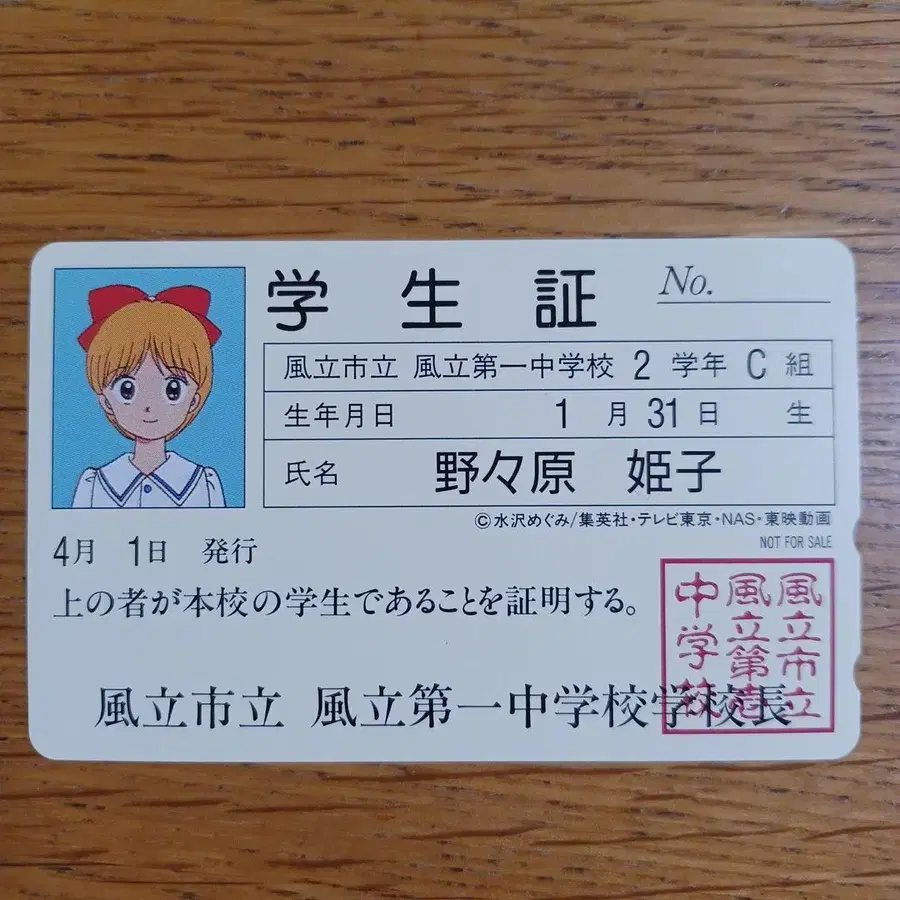 学生証 No.
風立市立 風立第一中学校 2 学年 C 組
生年月日 1 月 31 日 生
氏名 野々原 姫子
©水沢めぐみ/集英社・テレビ東京・NAS・東映動画
NOT FOR SALE
4月 1日 発行
上の者が本校の学生であることを証明する。
風立市立 風立第一中学校学校長
風立市立
風立第壱
中学校